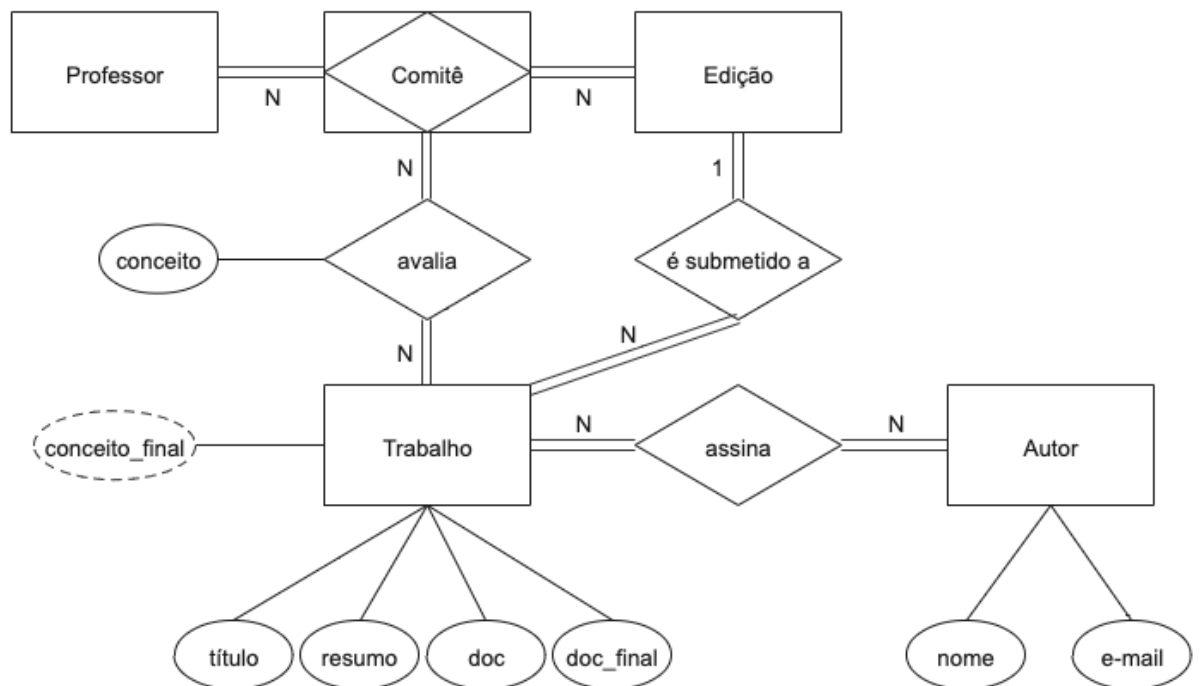 Professor
N
Comitê
N
Edição
N
1
conceito
avalia
é submetido a
N
N
conceito_final
Trabalho
N
assina
N
Autor
título
resumo
doc
doc_final
nome
e-mail